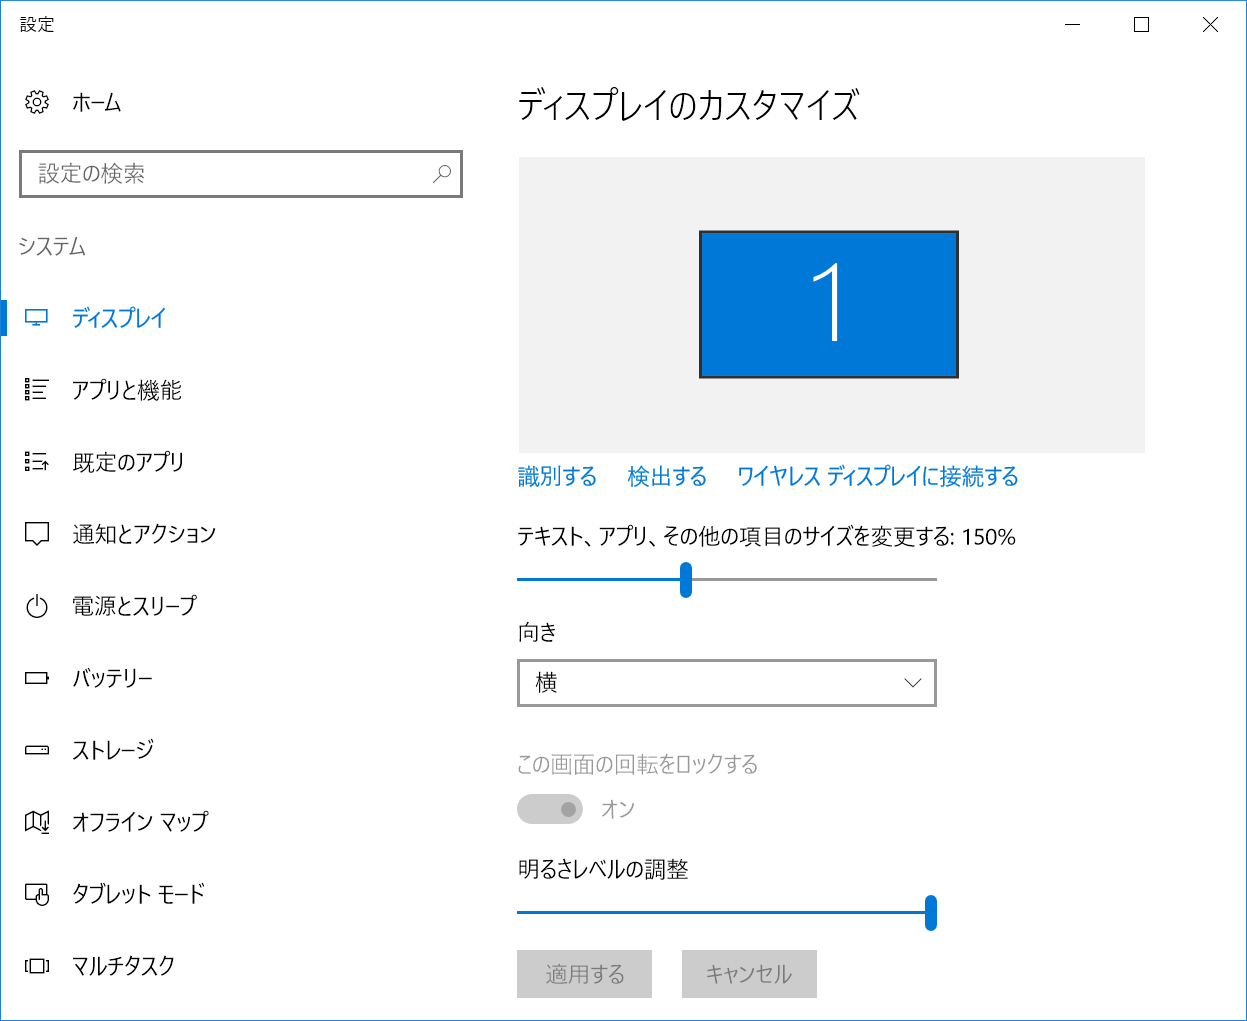 設定
ホーム
設定の検索
システム
ディスプレイ
アプリと機能
既定のアプリ
通知とアクション
電源とスリープ
バッテリー
ストレージ
オフライン マップ
タブレット モード
マルチタスク
ディスプレイのカスタマイズ
1
識別する 検出する ワイヤレス ディスプレイに接続する
テキスト、アプリ、その他の項目のサイズを変更する: 150%
向き
横
この画面の回転をロックする
オン
明るさレベルの調整
適用する キャンセル